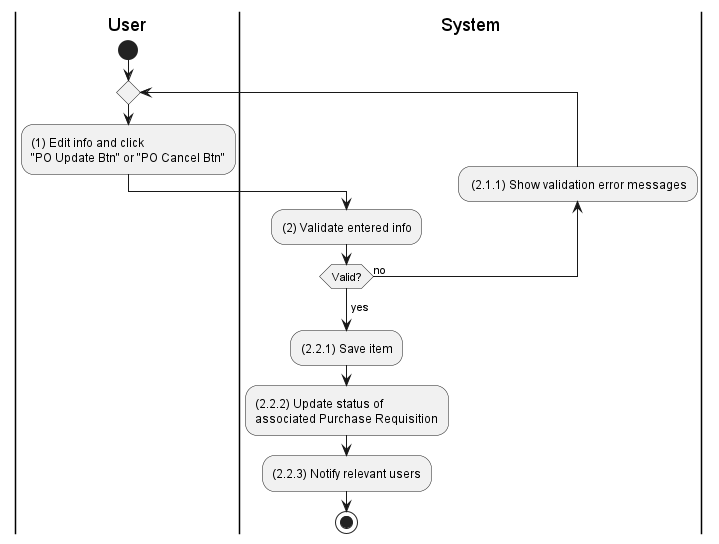 User
System
(1) Edit info and click
"PO Update Btn" or "PO Cancel Btn"
(2.1.1) Show validation error messages
(2) Validate entered info
Valid?
no
yes
(2.2.1) Save item
(2.2.2) Update status of
associated Purchase Requisition
(2.2.3) Notify relevant users